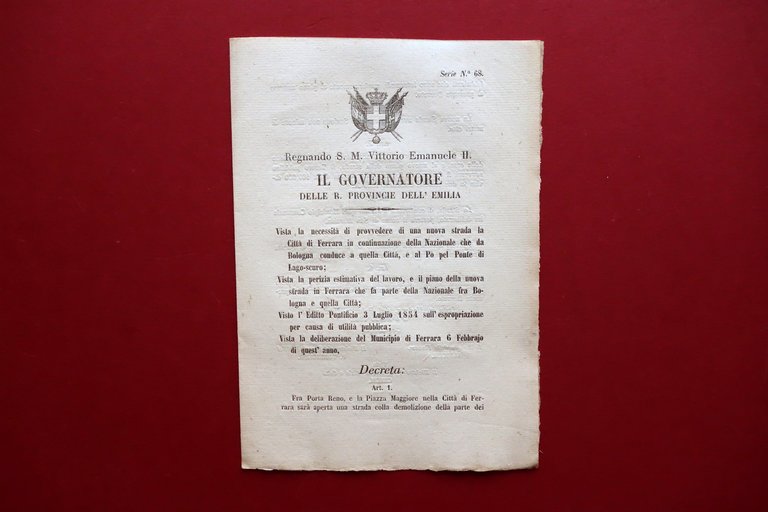 Serie N.° 68.
Regnando S. M. Vittorio Emanuele II.
IL GOVERNATORE
DELLE R. PROVINCIE DELL' EMILIA
Vista la necessità di provvedere di una nuova strada la
Città di Ferrara in continuazione della Nazionale che da
Bologna conduce a quella Città, e al Po pel Ponte di
Lago-scuro;
Vista la perizia estimativa del lavoro, e il piano della nuova
strada in Ferrara che fa parte della Nazionale fra Bo-
logna e quella Città;
Visto l'Editto Pontificio 3 Luglio 1854 sull'espropriazione
per causa di utilità pubblica;
Vista la deliberazione del Municipio di Ferrara 6 Febbrajo
di quest'anno,
Decreta:
Art. 1.
Fra Porta Reno, e la Piazza Maggiore nella Città di Fer-
rara sarà aperta una strada colla demolizione della parte dei